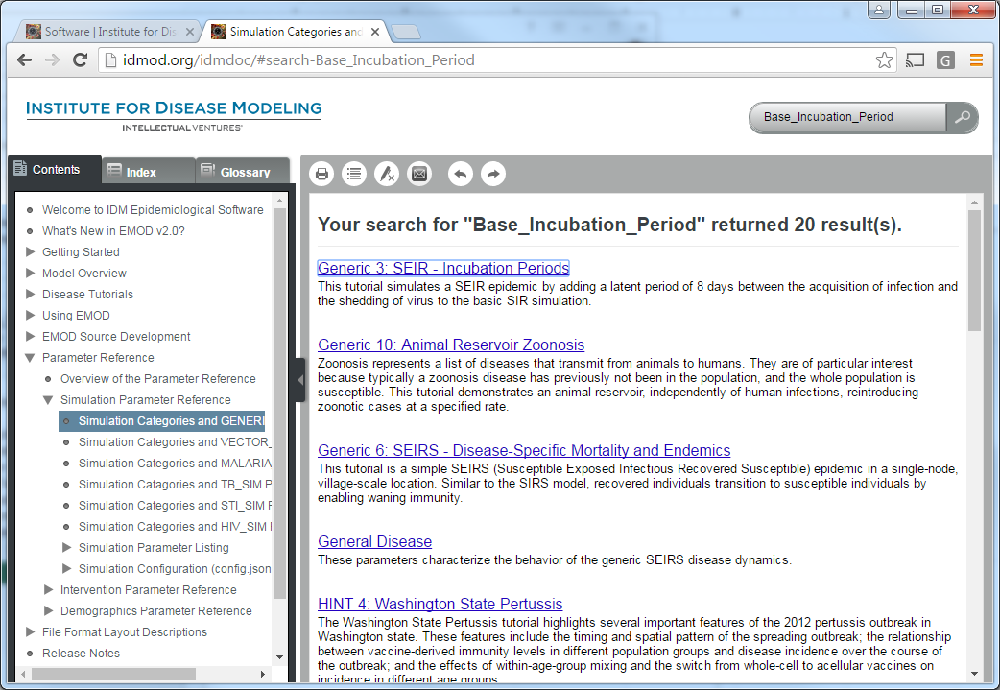 Software | Institute for Dis
Simulation Categories and
idmod.org/idmdoc/#search-Base_Incubation_Period
G
INSTITUTE FOR DISEASE MODELING
INTELLECTUAL VENTURES
Base_Incubation_Period
Contents
Index
Glossary
Welcome to IDM Epidemiological Software
What's New in EMOD v2.0?
Getting Started
Model Overview
Disease Tutorials
Using EMOD
EMOD Source Development
Parameter Reference
Overview of the Parameter Reference
Simulation Parameter Reference
Simulation Categories and GENERI
Simulation Categories and VECTOR_
Simulation Categories and MALARIA
Simulation Categories and TB_SIM P
Simulation Categories and STI_SIM F
Simulation Categories and HIV_SIM
Simulation Parameter Listing
Simulation Configuration (config.json
Intervention Parameter Reference
Demographics Parameter Reference
File Format Layout Descriptions
Release Notes
Your search for "Base_Incubation_Period" returned 20 result(s).
Generic 3: SEIR - Incubation Periods
This tutorial simulates a SEIR epidemic by adding a latent period of 8 days between the acquisition of infection and
the shedding of virus to the basic SIR simulation.
Generic 10: Animal Reservoir Zoonosis
Zoonosis represents a list of diseases that transmit from animals to humans. They are of particular interest
because typically a zoonosis disease has previously not been in the population, and the whole population is
susceptible. This tutorial demonstrates an animal reservoir, independently of human infections, reintroducing
zoonotic cases at a specified rate.
Generic 6: SEIRS - Disease-Specific Mortality and Endemics
This tutorial is a simple SEIRS (Susceptible Exposed Infectious Recovered Susceptible) epidemic in a single-node,
village-scale location. Similar to the SIRS model, recovered individuals transition to susceptible individuals by
enabling waning immunity.
General Disease
These parameters characterize the behavior of the generic SEIRS disease dynamics.
HINT 4: Washington State Pertussis
The Washington State Pertussis tutorial highlights several important features of the 2012 pertussis outbreak in
Washington state. These features include the timing and spatial pattern of the spreading outbreak; the relationship
between vaccine-derived immunity levels in different population groups and disease incidence over the course of
the outbreak; and the effects of within-age-group mixing and the switch from whole-cell to acellular vaccines on
incidence in different age groups